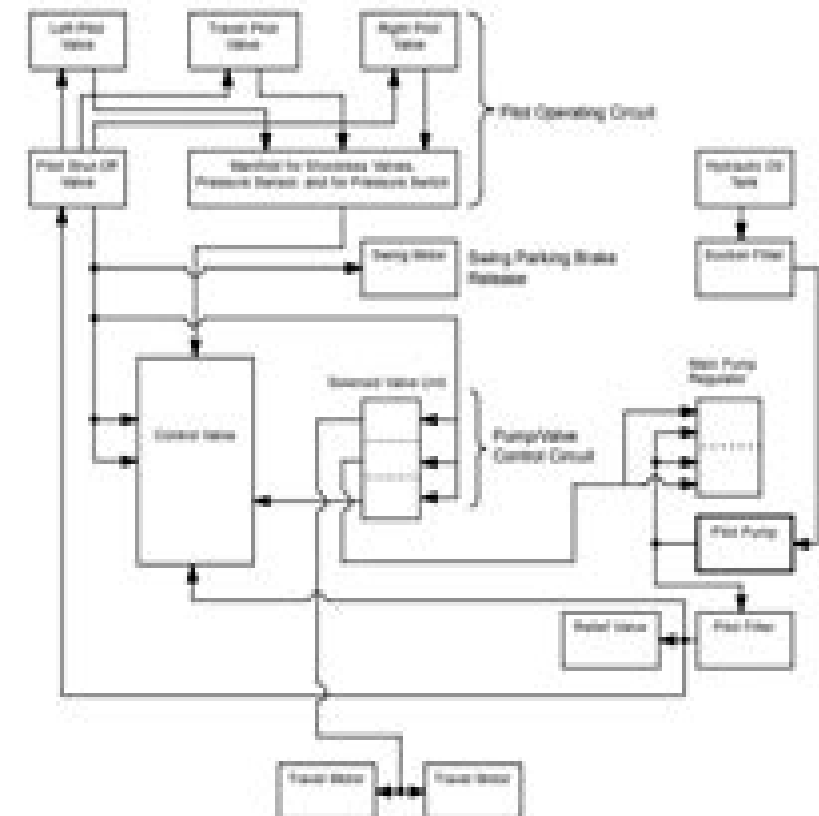 Left Pilot
Valve
Travel Pilot
Valve
Right Pilot
Valve
Pilot Operating Circuit
Pilot Shut-Off
Valve
Manifold for Shockless Valves,
Pressure Sensor, and for Pressure Switch
Hydraulic Oil
Tank
Swing Motor
Swing Parking Brake
Release
Suction Filter
Solenoid Valve Unit
Main Pump
Regulator
Control Valve
Pump/Valve
Control Circuit
Pilot Pump
Relief Valve
Pilot Filter
Travel Motor
Travel Motor